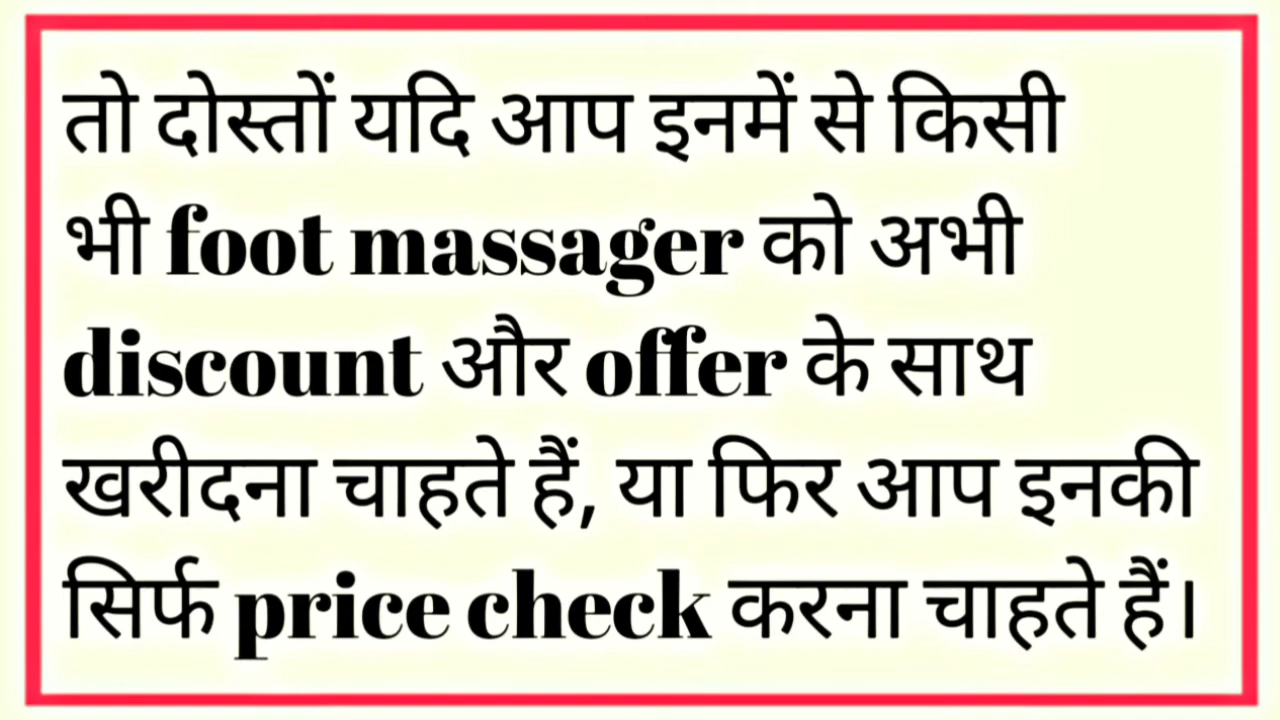 तो दोस्तों यदि आप इनमें से किसी
भी foot massager को अभी
discount और offer के साथ
खरीदना चाहते हैं, या फिर आप इनकी
सिर्फ price check करना चाहते हैं।